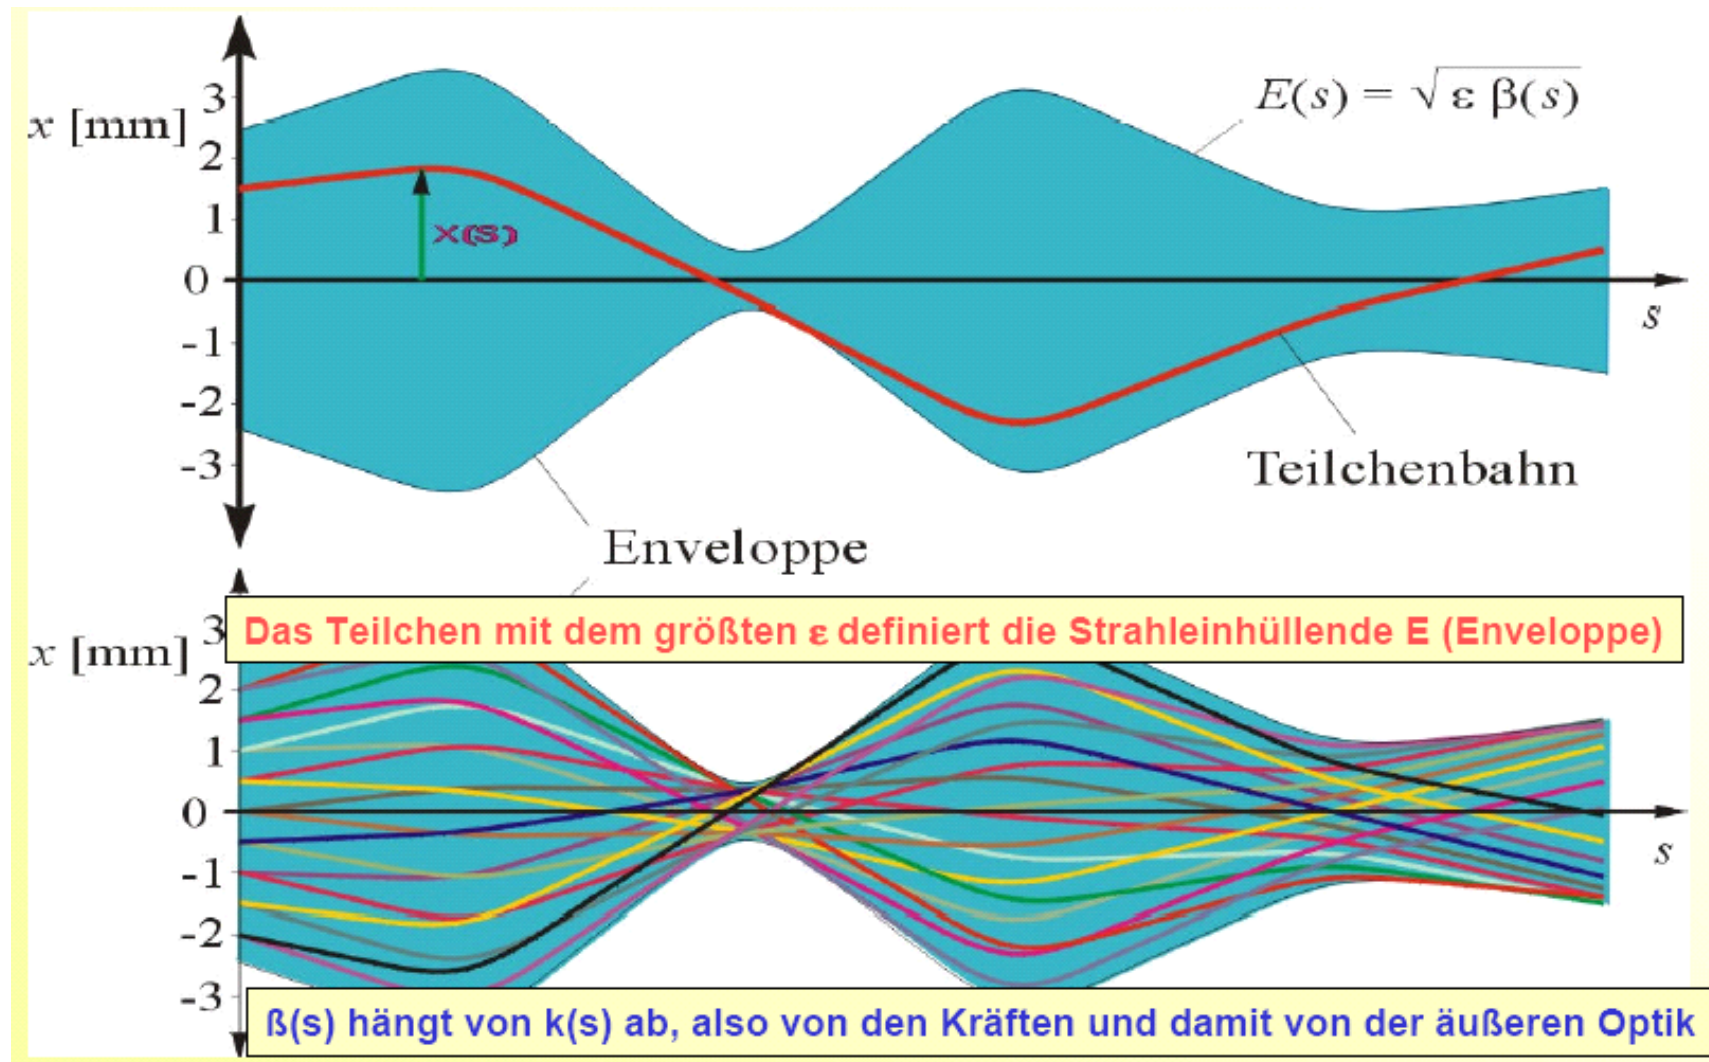 3
E(s) = √ε β(s)
x [mm]
2
1
x(s)
0
s
-1
-2
-3
Teilchenbahn
Enveloppe
3
Das Teilchen mit dem größten ε definiert die Strahleinhüllende E (Enveloppe)
x [mm]
2
1
0
s
-1
-2
-3
ß(s) hängt von k(s) ab, also von den Kräften und damit von der äußeren Optik